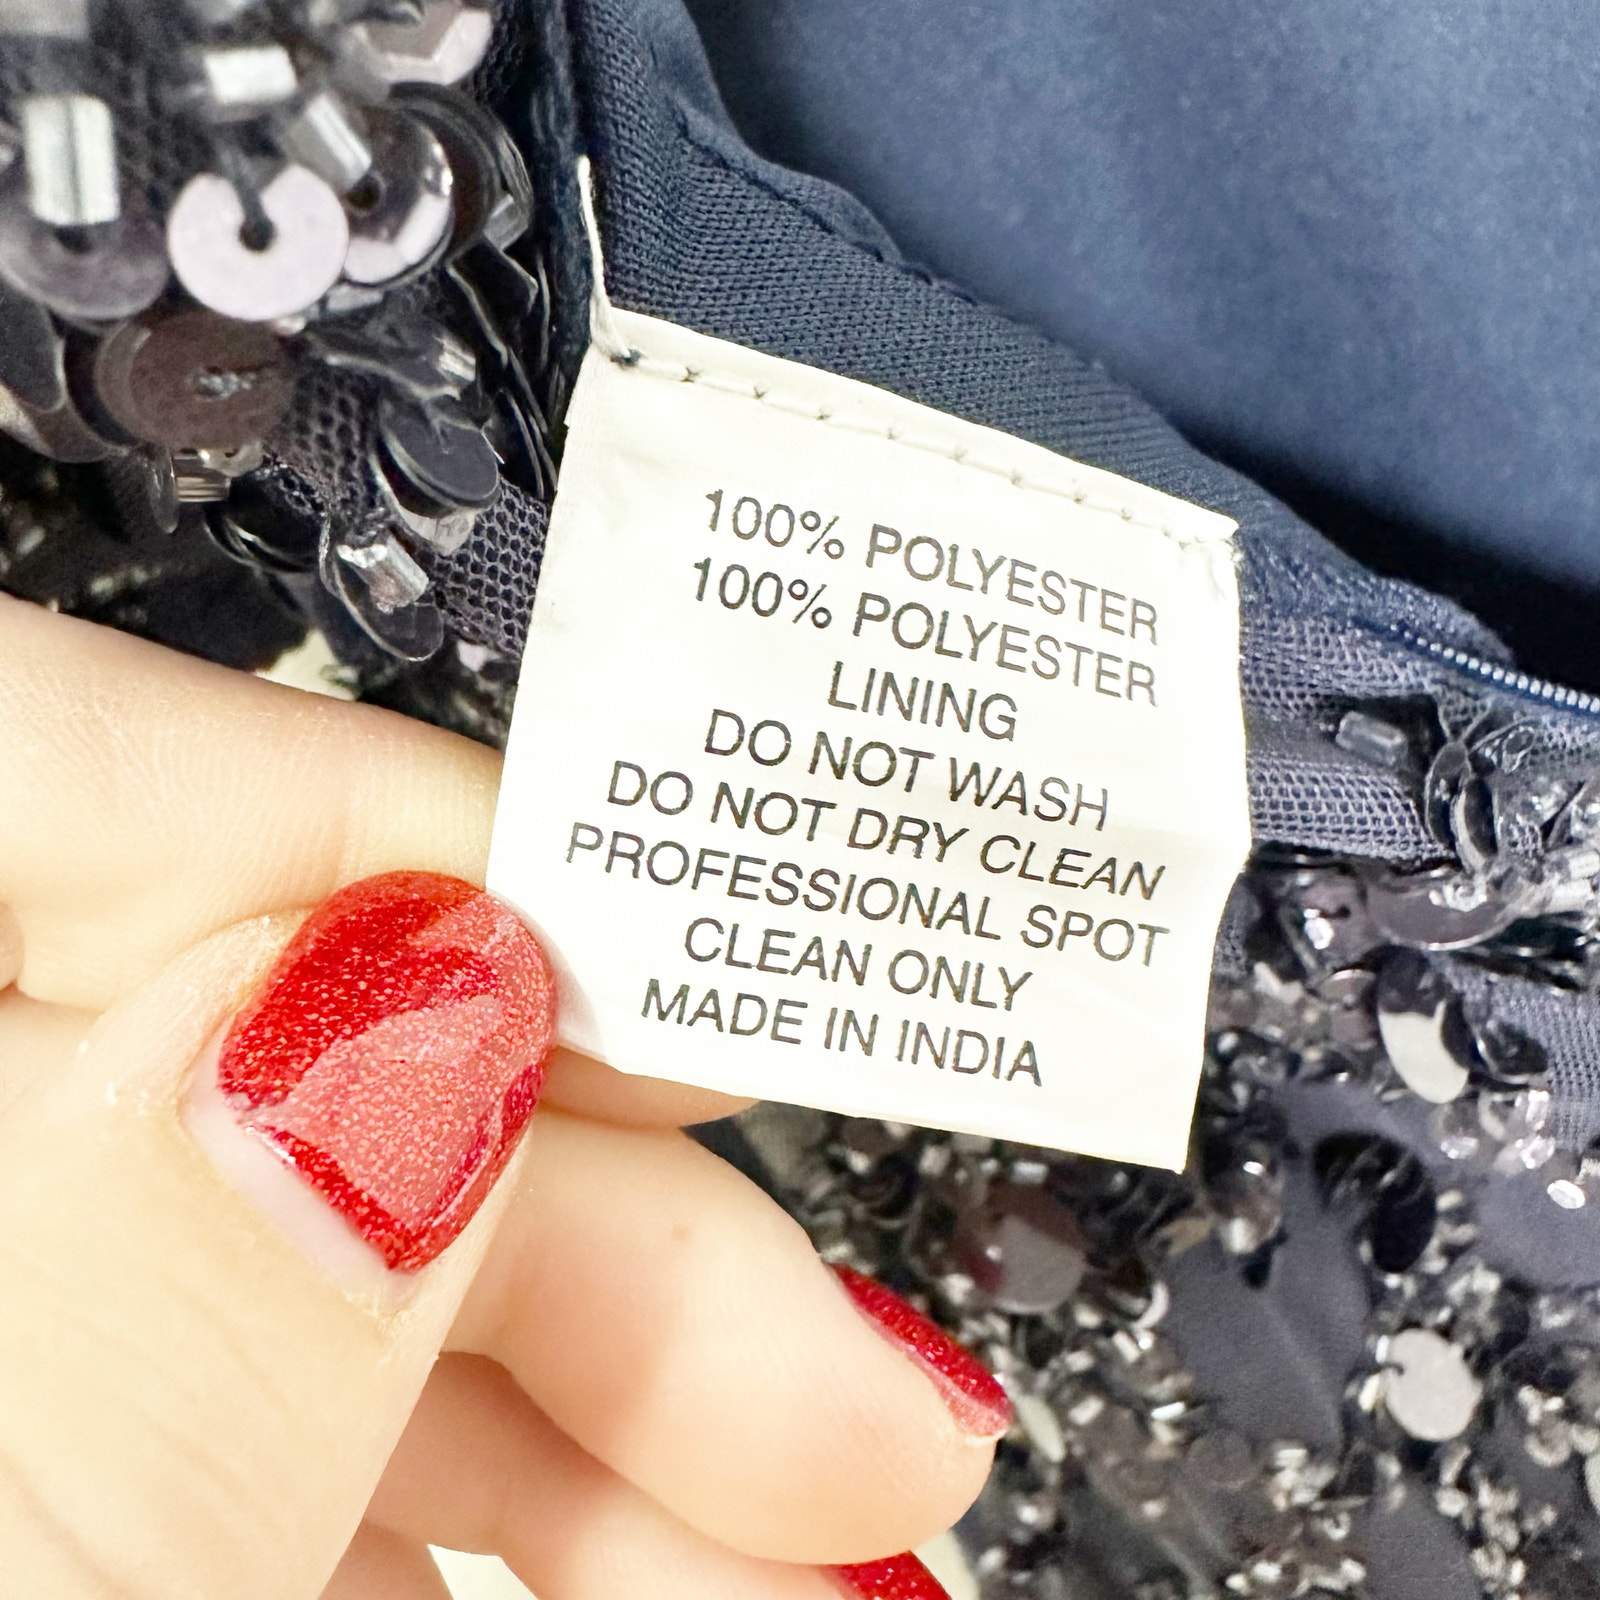 100% POLYESTER
100% POLYESTER
LINING
DO NOT WASH
DO NOT DRY CLEAN
PROFESSIONAL SPOT
CLEAN ONLY
MADE IN INDIA